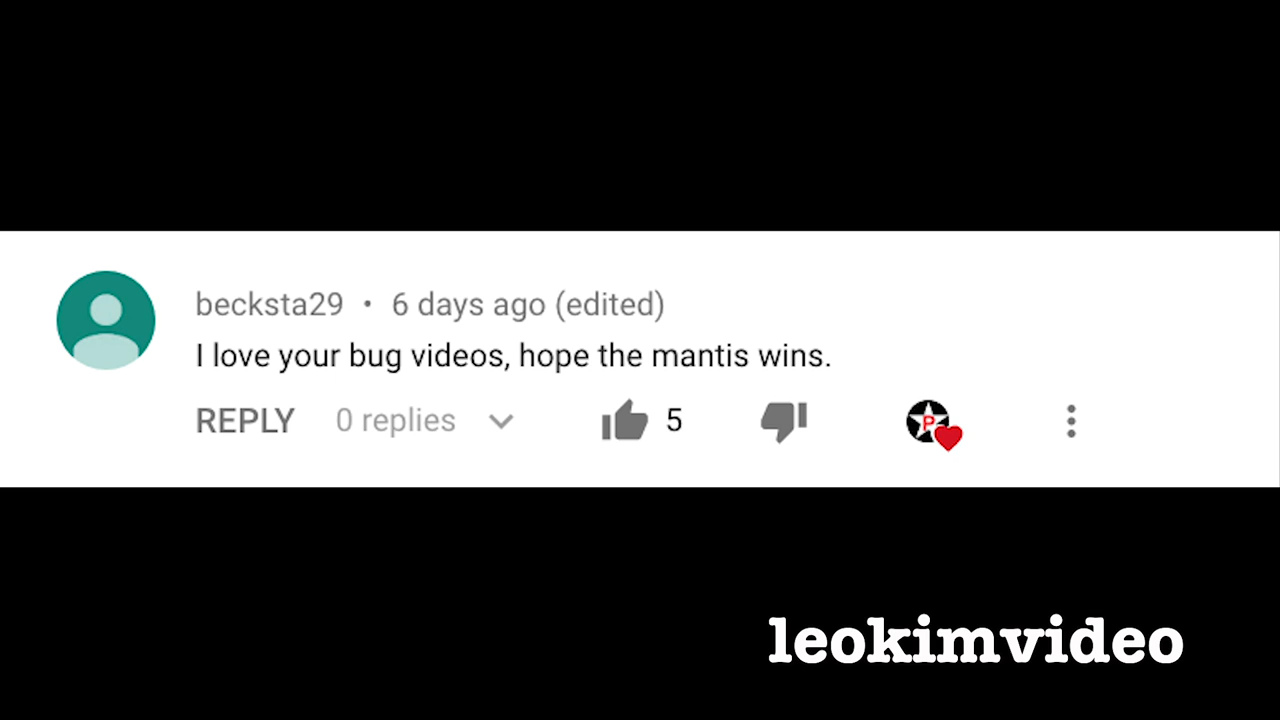 becksta29 • 6 days ago (edited)
I love your bug videos, hope the mantis wins.
REPLY 0 replies 5 P
leokimvideo